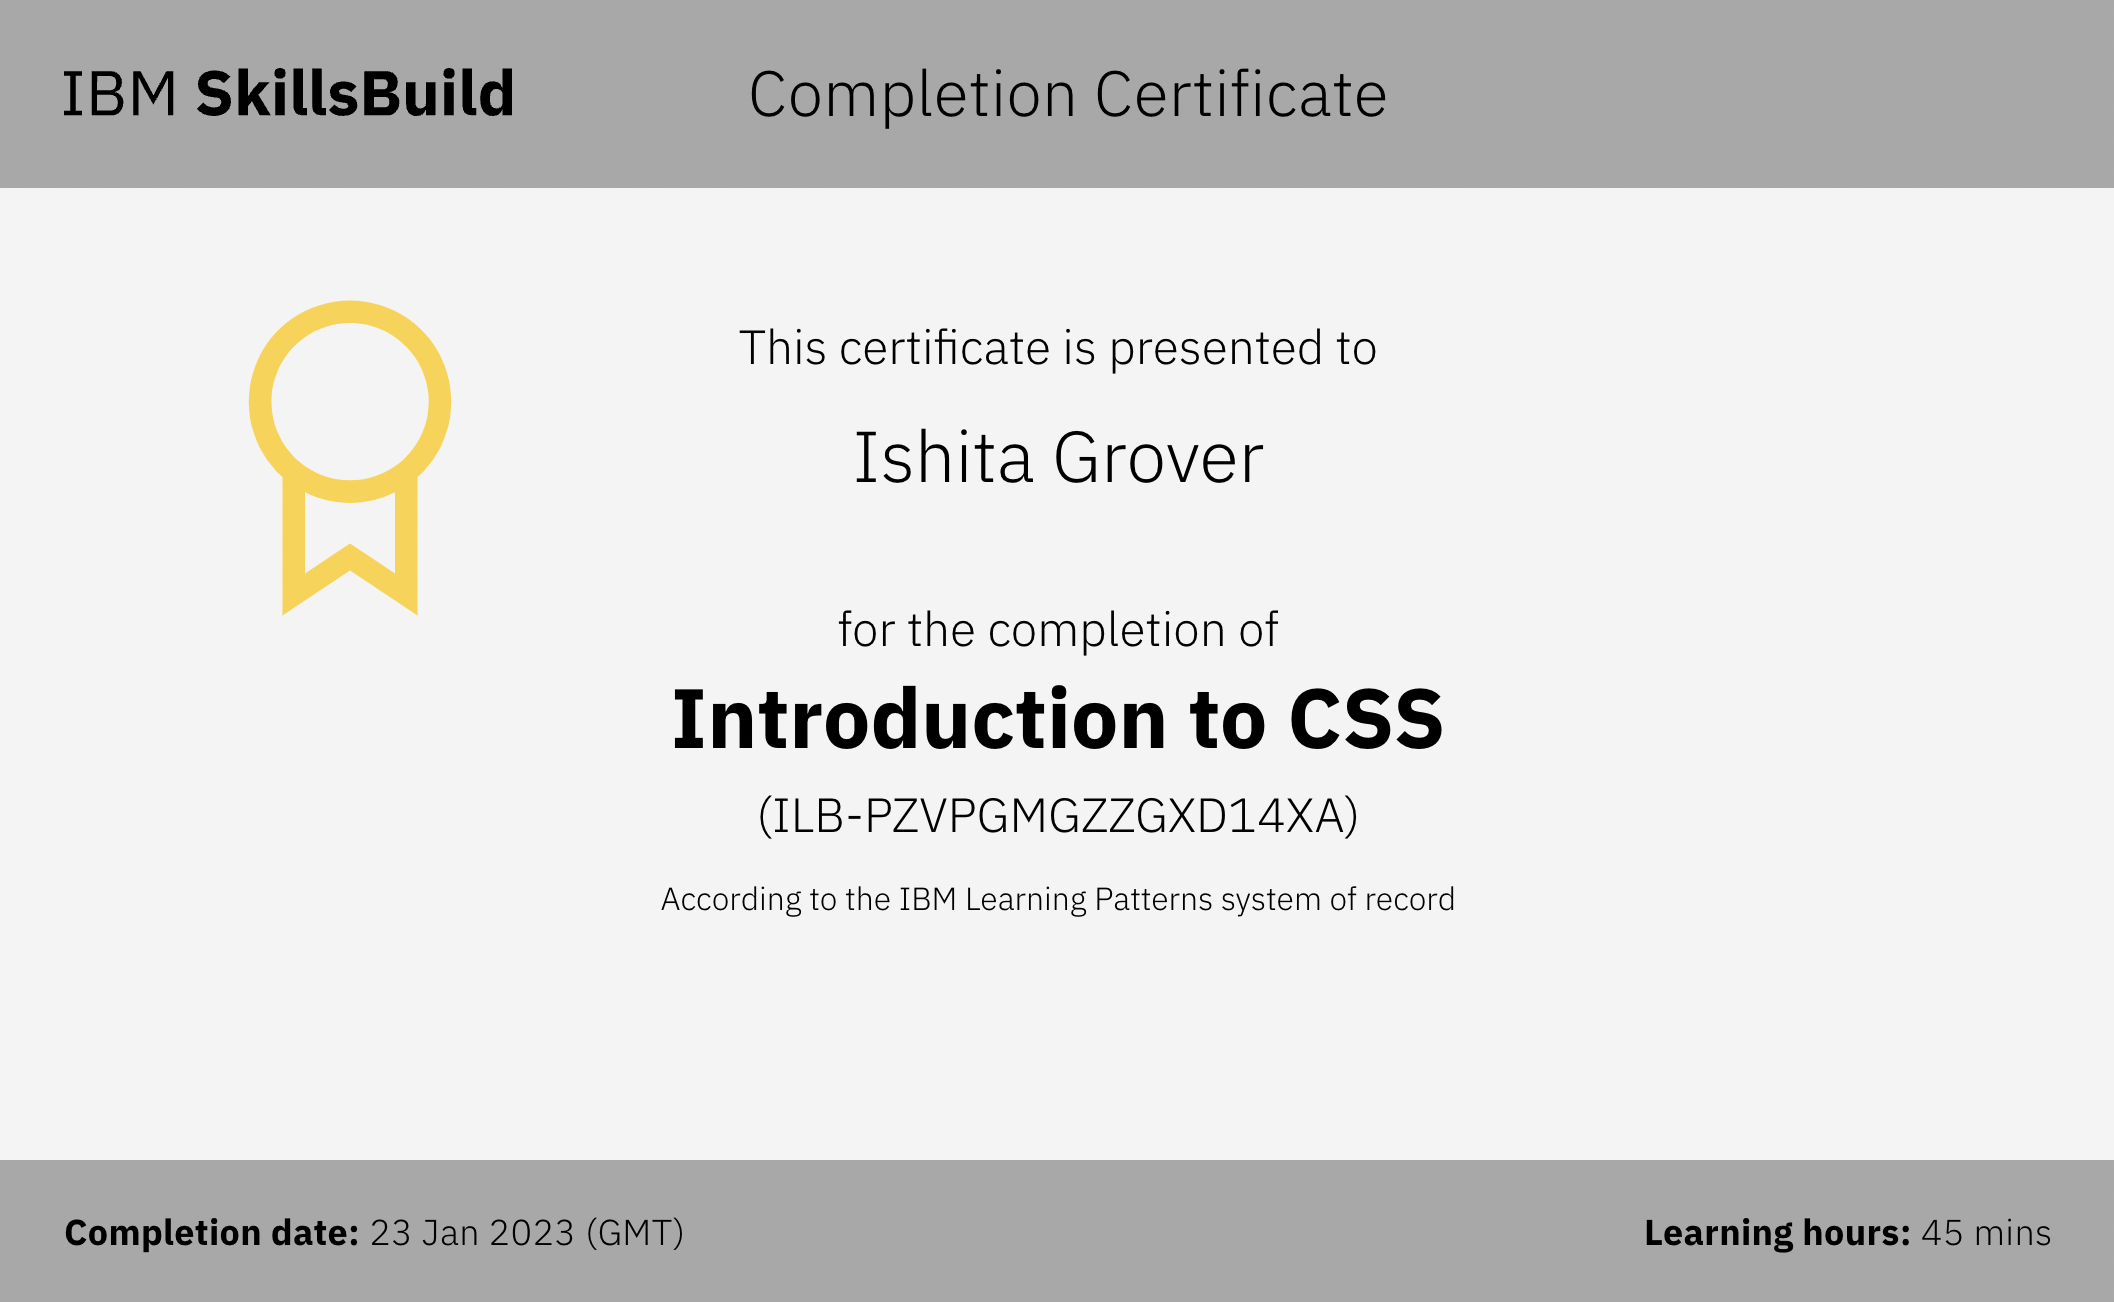 IBM SkillsBuild
Completion Certificate
This certificate is presented to
Ishita Grover
for the completion of
Introduction to CSS
(ILB-PZVPGMGZZGXD14XA)
According to the IBM Learning Patterns system of record
Completion date: 23 Jan 2023 (GMT)
Learning hours: 45 mins